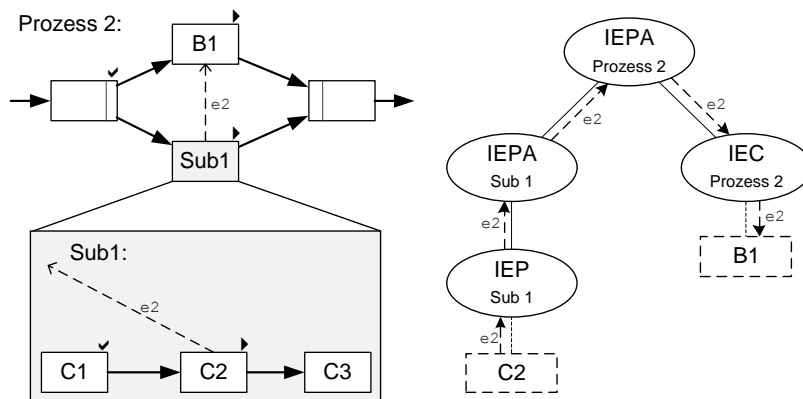 Prozess 2:
B1
e2
Sub1
Sub1:
e2
C1
C2
C3
IEPA
Prozess 2
e2
e2
IEPA
Sub 1
IEC
Prozess 2
e2
e2
B1
IEP
Sub 1
e2
C2